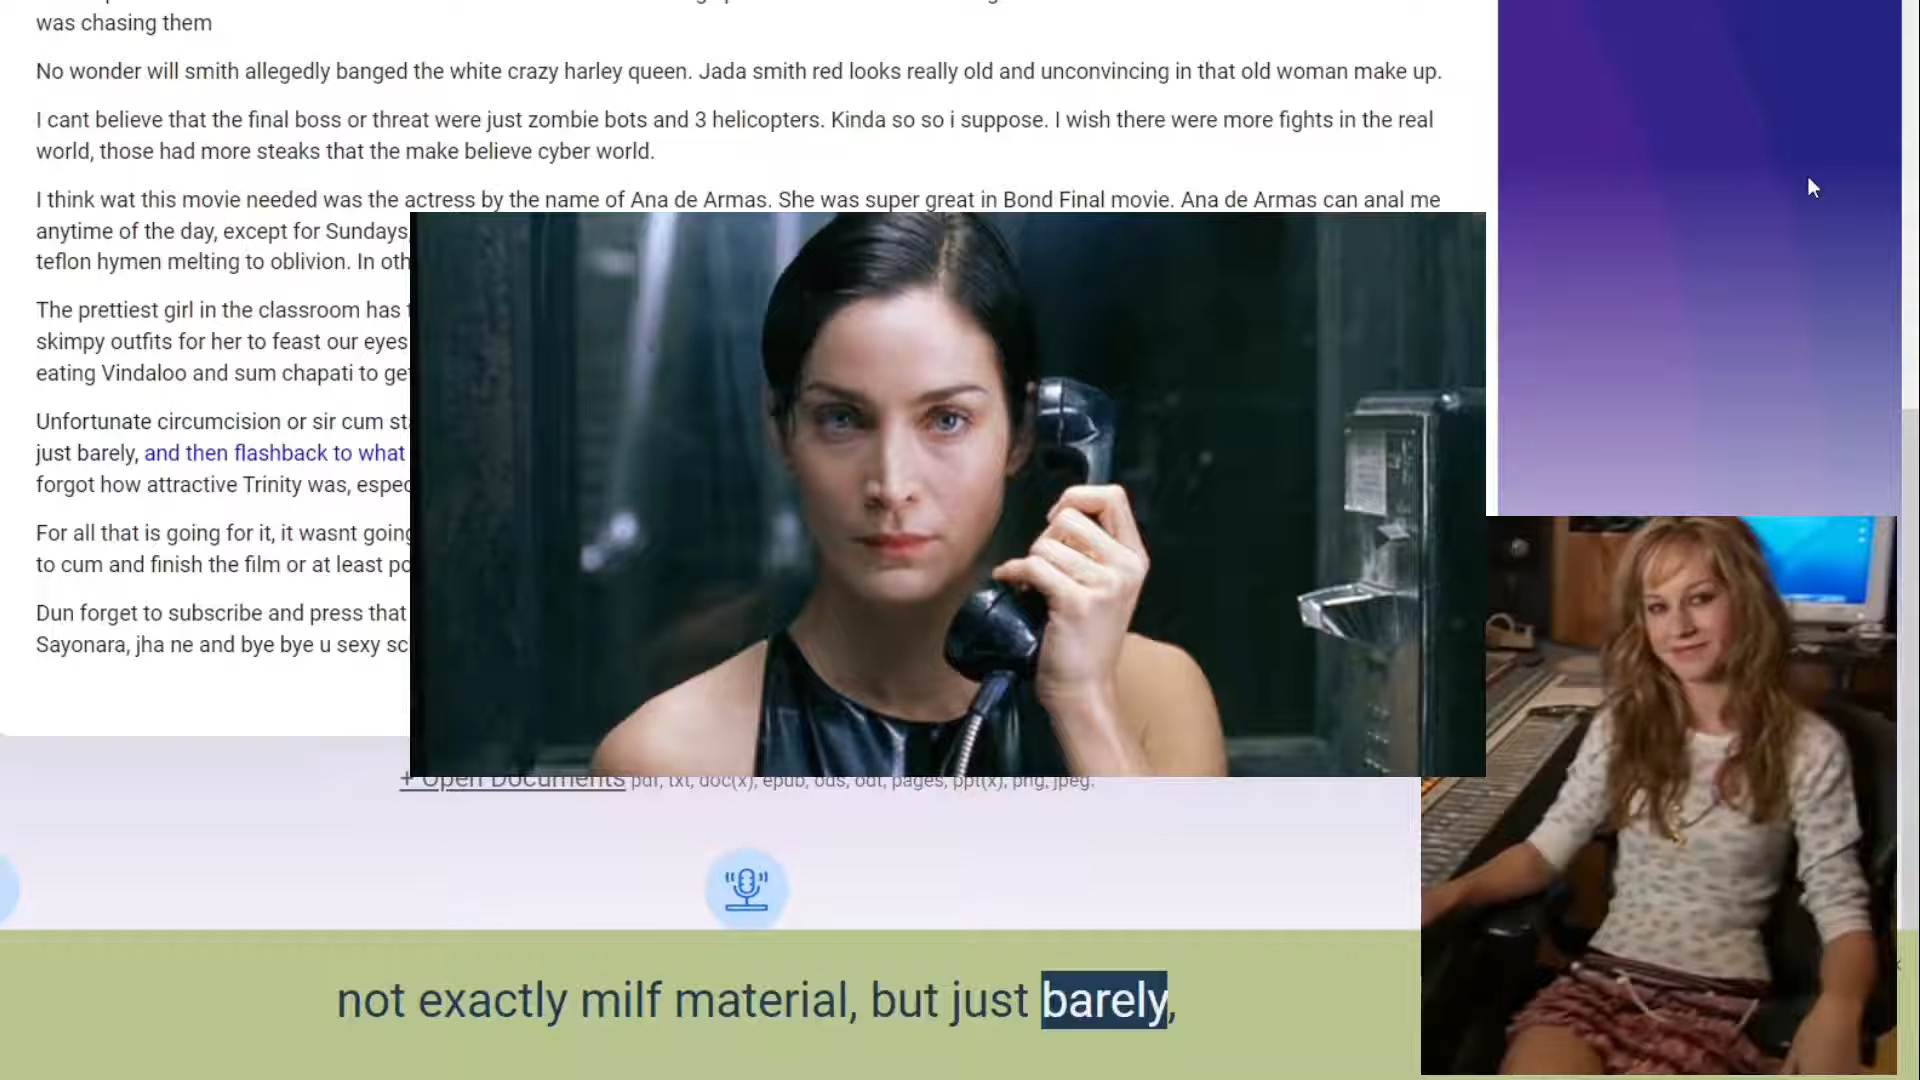 was chasing them
No wonder will smith allegedly banged the white crazy harley queen. Jada smith red looks really old and unconvincing in that old woman make up.
I cant believe that the final boss or threat were just zombie bots and 3 helicopters. Kinda so so i suppose. I wish there were more fights in the real
world, those had more steaks that the make believe cyber world.
I think wat this movie needed was the actress by the name of Ana de Armas. She was super great in Bond Final movie. Ana de Armas can anal me
anytime of the day, except for Sundays,
teflon hymen melting to oblivion. In oth
The prettiest girl in the classroom has
skimpy outfits for her to feast our eyes
eating Vindaloo and sum chapati to ge
Unfortunate circumcision or sir cum st
just barely, and then flashback to what
forgot how attractive Trinity was, espec
For all that is going for it, it wasnt going
to cum and finish the film or at least po
Dun forget to subscribe and press that
Sayonara, jha ne and bye bye u sexy sc
+ Open Documents pdf, txt, doc(x), epub, ods, odt, pages, ppt(x), png, jpeg.
not exactly milf material, but just barely,